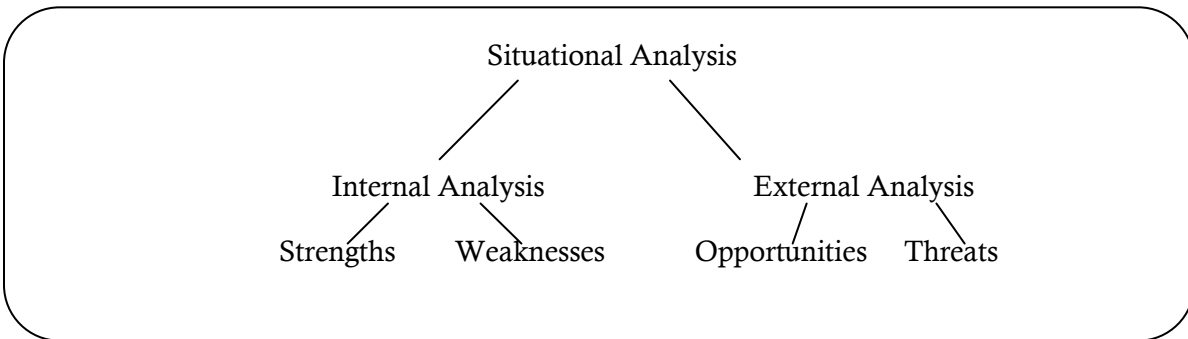 Situational Analysis
Internal Analysis External Analysis
Strengths Weaknesses Opportunities Threats